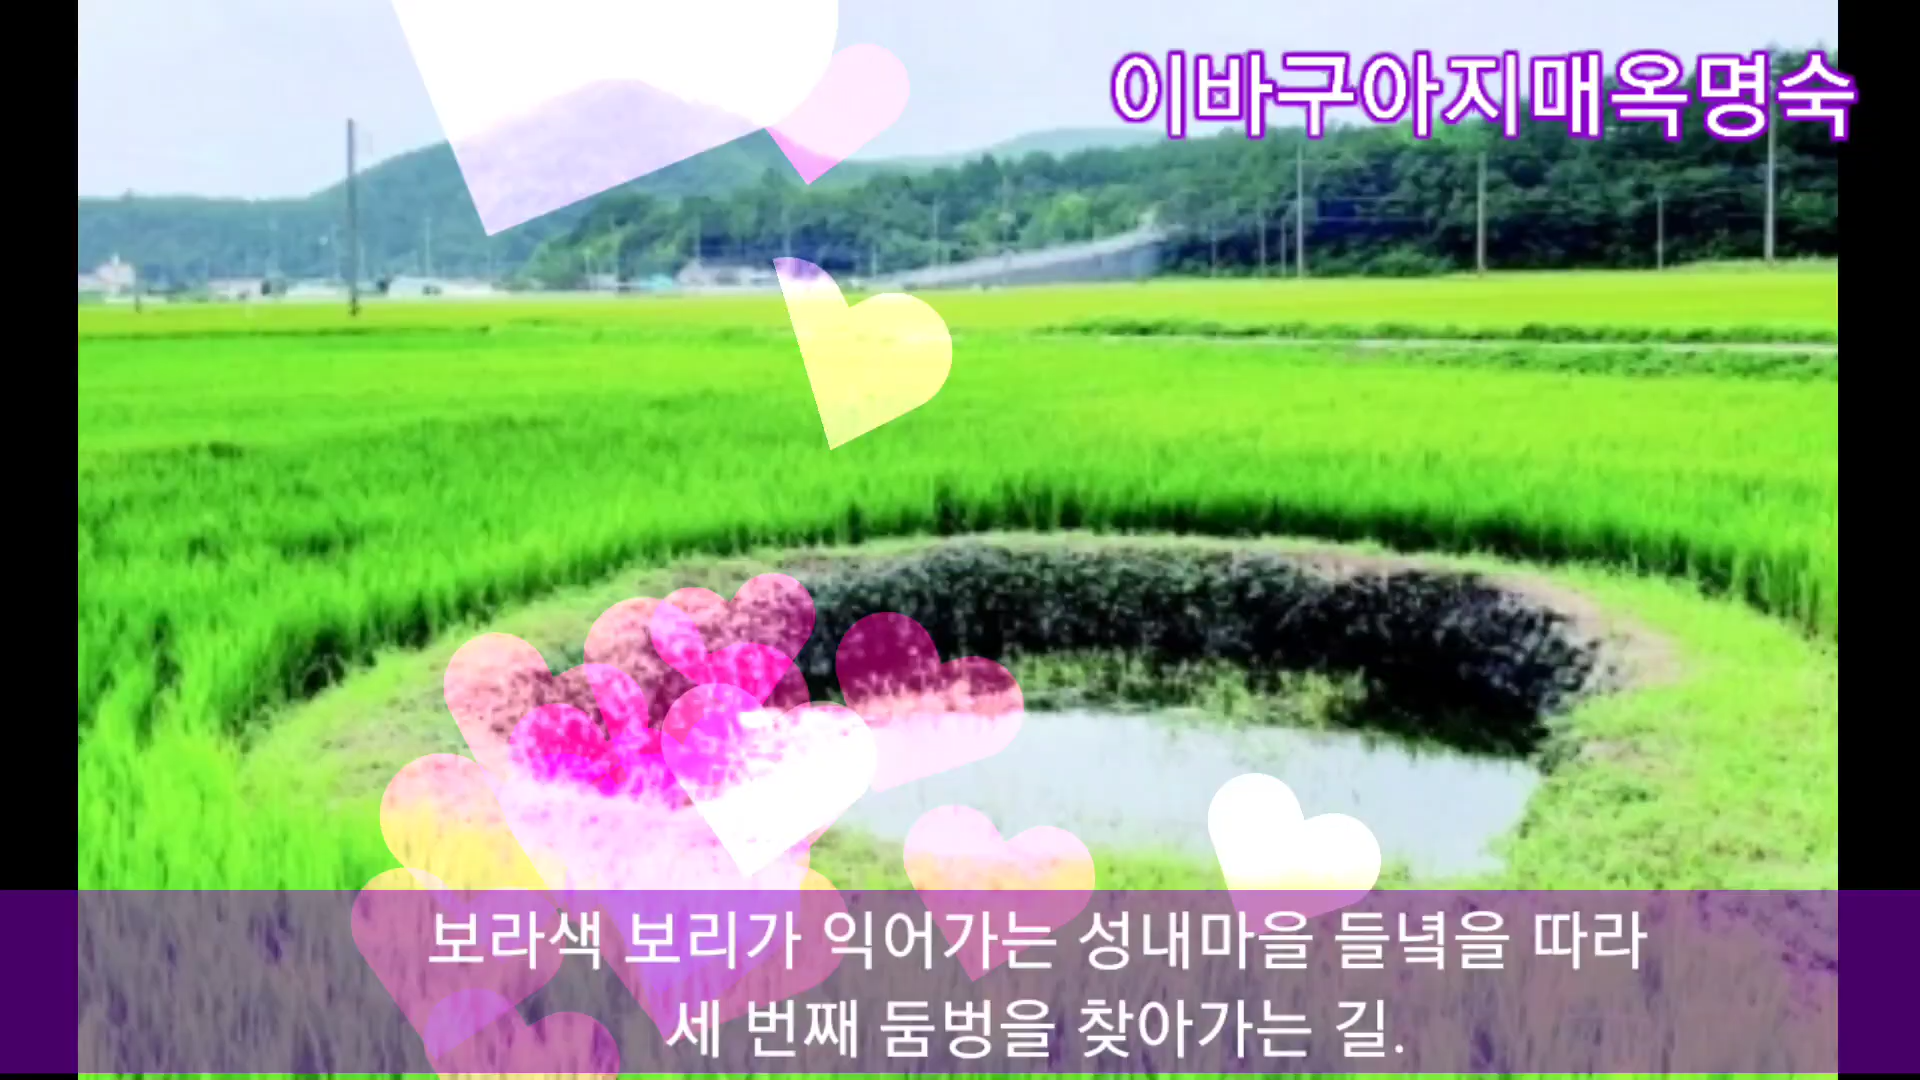 이바구아지매옥명숙
보라색 보리가 익어가는 성내마을 들녘을 따라
세 번째 둠벙을 찾아가는 길.